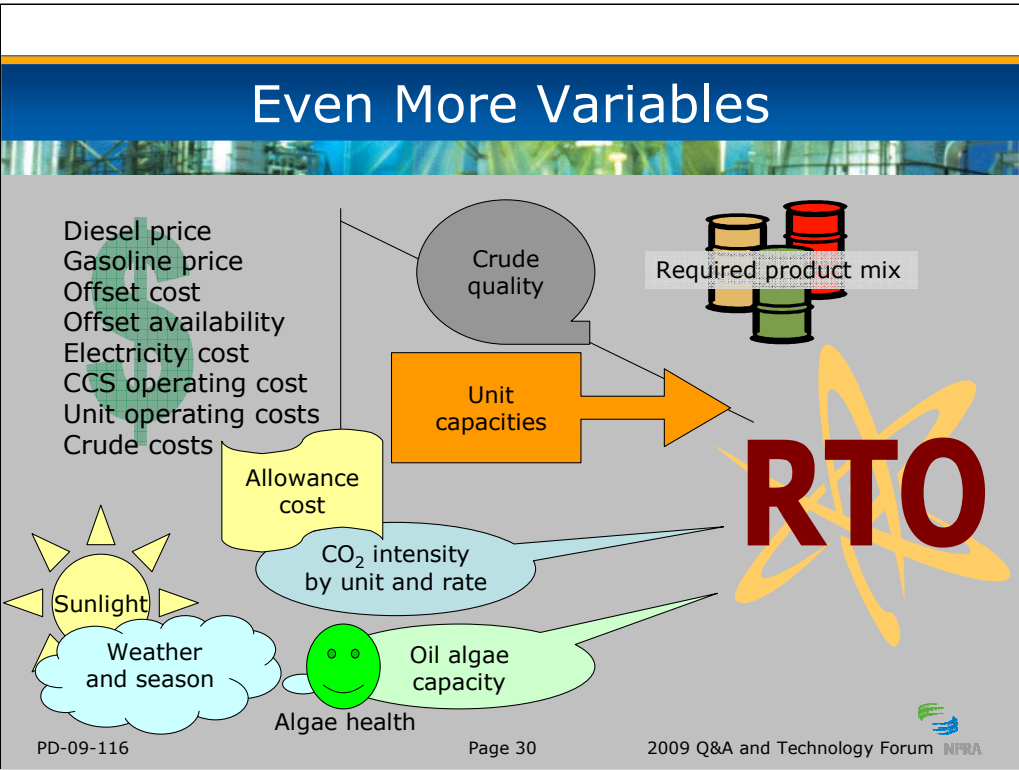 Even More Variables
Diesel price
Gasoline price
Offset cost
Offset availability
Electricity cost
CCS operating cost
Unit operating costs
Crude costs
Crude
quality
Required product mix
Unit
capacities
RTO
Allowance
cost
CO₂ intensity
by unit and rate
Sunlight
Weather
and season
Oil algae
capacity
Algae health
PD-09-116
Page 30
2009 Q&A and Technology Forum
NPRA